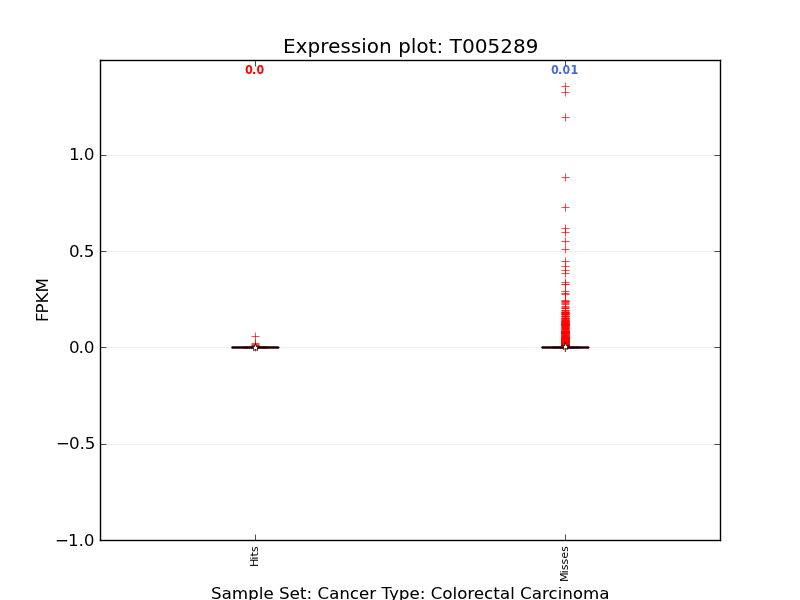 Expression plot: T005289
0.0
0.01
1.0
0.5
0.0
−0.5
−1.0
FPKM
Hits
Misses
Sample Set: Cancer Type: Colorectal Carcinoma